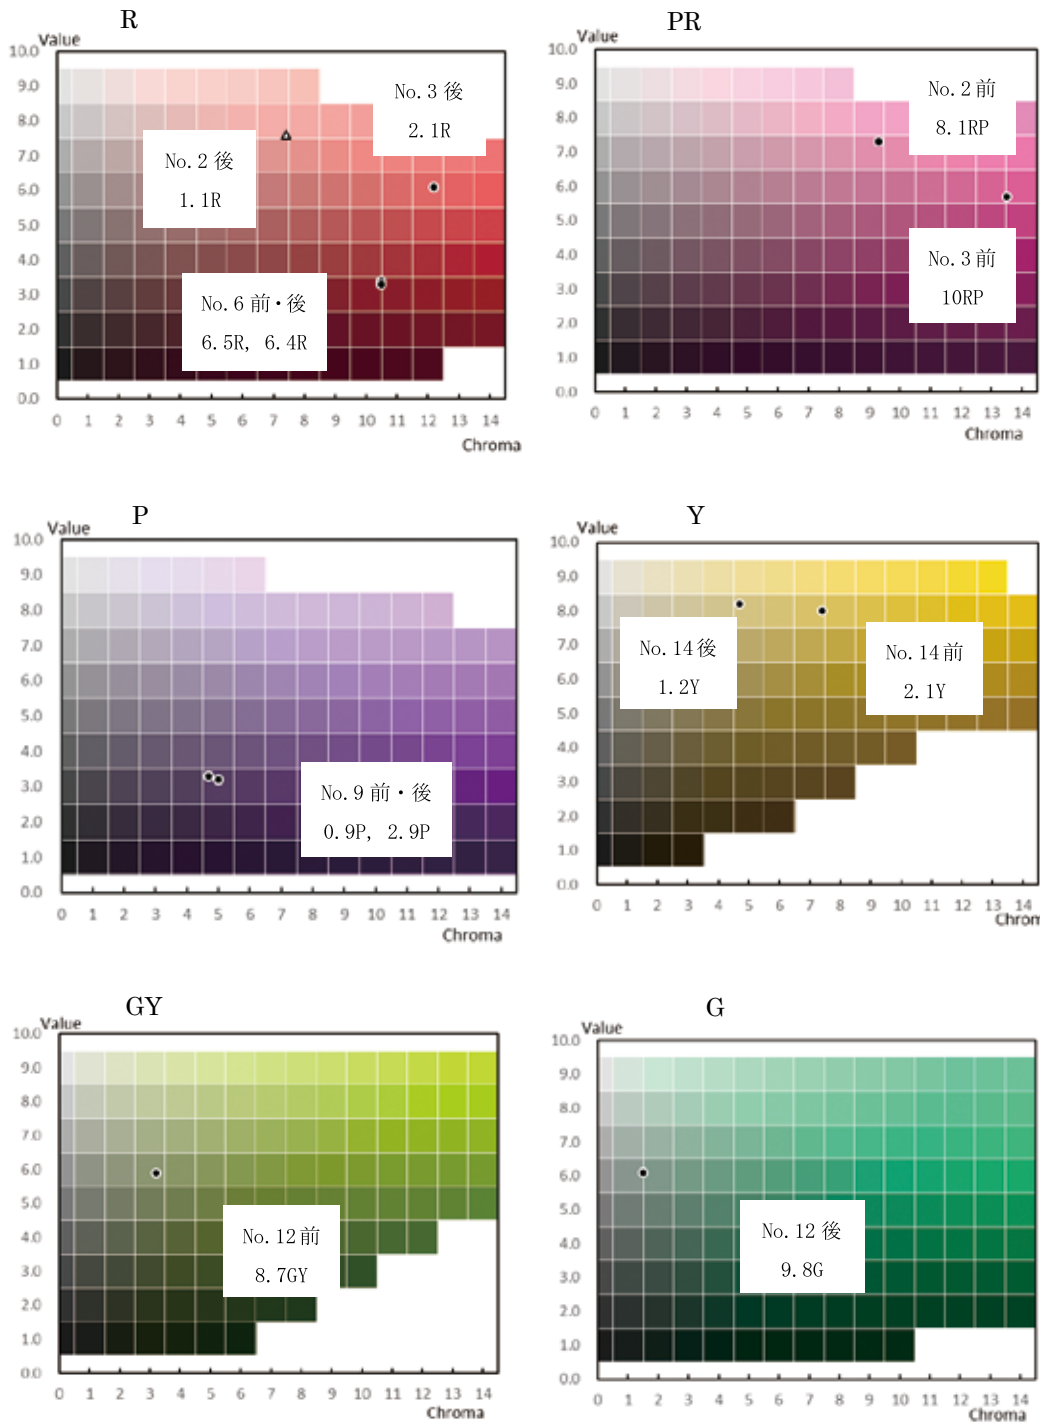 R
Value
10.0
9.0
8.0
7.0
6.0
5.0
4.0
3.0
2.0
1.0
0.0
No.3 後
2.1R
No.2 後
1.1R
No.6 前・後
6.5R, 6.4R
0 1 2 3 4 5 6 7 8 9 10 11 12 13 14
Chroma
PR
Value
10.0
9.0
8.0
7.0
6.0
5.0
4.0
3.0
2.0
1.0
0.0
No.2 前
8.1RP
No.3 前
10RP
0 1 2 3 4 5 6 7 8 9 10 11 12 13 14
Chroma
P
Value
10.0
9.0
8.0
7.0
6.0
5.0
4.0
3.0
2.0
1.0
0.0
No.9 前・後
0.9P, 2.9P
0 1 2 3 4 5 6 7 8 9 10 11 12 13 14
Chroma
Y
Value
10.0
9.0
8.0
7.0
6.0
5.0
4.0
3.0
2.0
1.0
0.0
No.14 後
1.2Y
No.14 前
2.1Y
0 1 2 3 4 5 6 7 8 9 10 11 12 13 14
Chrom
GY
Value
10.0
9.0
8.0
7.0
6.0
5.0
4.0
3.0
2.0
1.0
0.0
No.12 前
8.7GY
0 1 2 3 4 5 6 7 8 9 10 11 12 13 14
Chroma
G
Value
10.0
9.0
8.0
7.0
6.0
5.0
4.0
3.0
2.0
1.0
0.0
No.12 後
9.8G
0 1 2 3 4 5 6 7 8 9 10 11 12 13 14
Chroma